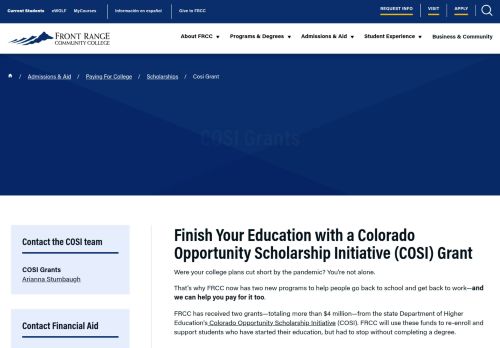 Current Students eWOLF MyCourses Información en español Give to FRCC REQUEST INFO VISIT APPLY
FRONT RANGE
COMMUNITY COLLEGE
About FRCC Programs & Degrees Admissions & Aid Student Experience Business & Community
/ Admissions & Aid / Paying For College / Scholarships / Cosi Grant
COSI Grants
Contact the COSI team
COSI Grants
Arianna Stumbaugh
Contact Financial Aid
Finish Your Education with a Colorado
Opportunity Scholarship Initiative (COSI) Grant
Were your college plans cut short by the pandemic? You're not alone.
That's why FRCC now has two new programs to help people go back to school and get back to work—and
we can help you pay for it too.
FRCC has received two grants—totaling more than $4 million—from the state Department of Higher
Education's Colorado Opportunity Scholarship Initiative (COSI). FRCC will use these funds to re-enroll and
support students who have started their education, but had to stop without completing a degree.